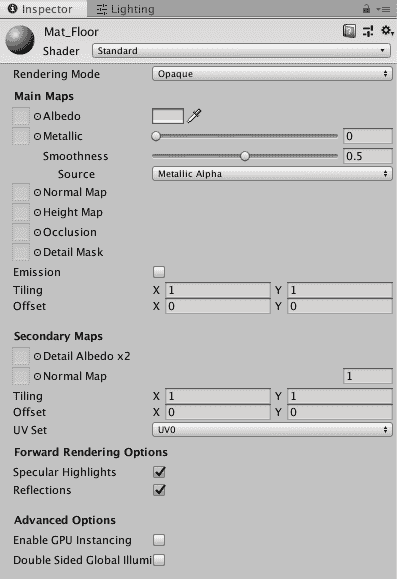 Inspector Lighting
Mat_Floor
Shader Standard
Rendering Mode Opaque
Main Maps
Albedo
Metallic 0
Smoothness 0.5
Source Metallic Alpha
Normal Map
Height Map
Occlusion
Detail Mask
Emission
Tiling X 1 Y 1
Offset X 0 Y 0
Secondary Maps
Detail Albedo x2
Normal Map 1
Tiling X 1 Y 1
Offset X 0 Y 0
UV Set UV0
Forward Rendering Options
Specular Highlights
Reflections
Advanced Options
Enable GPU Instancing
Double Sided Global Illumi